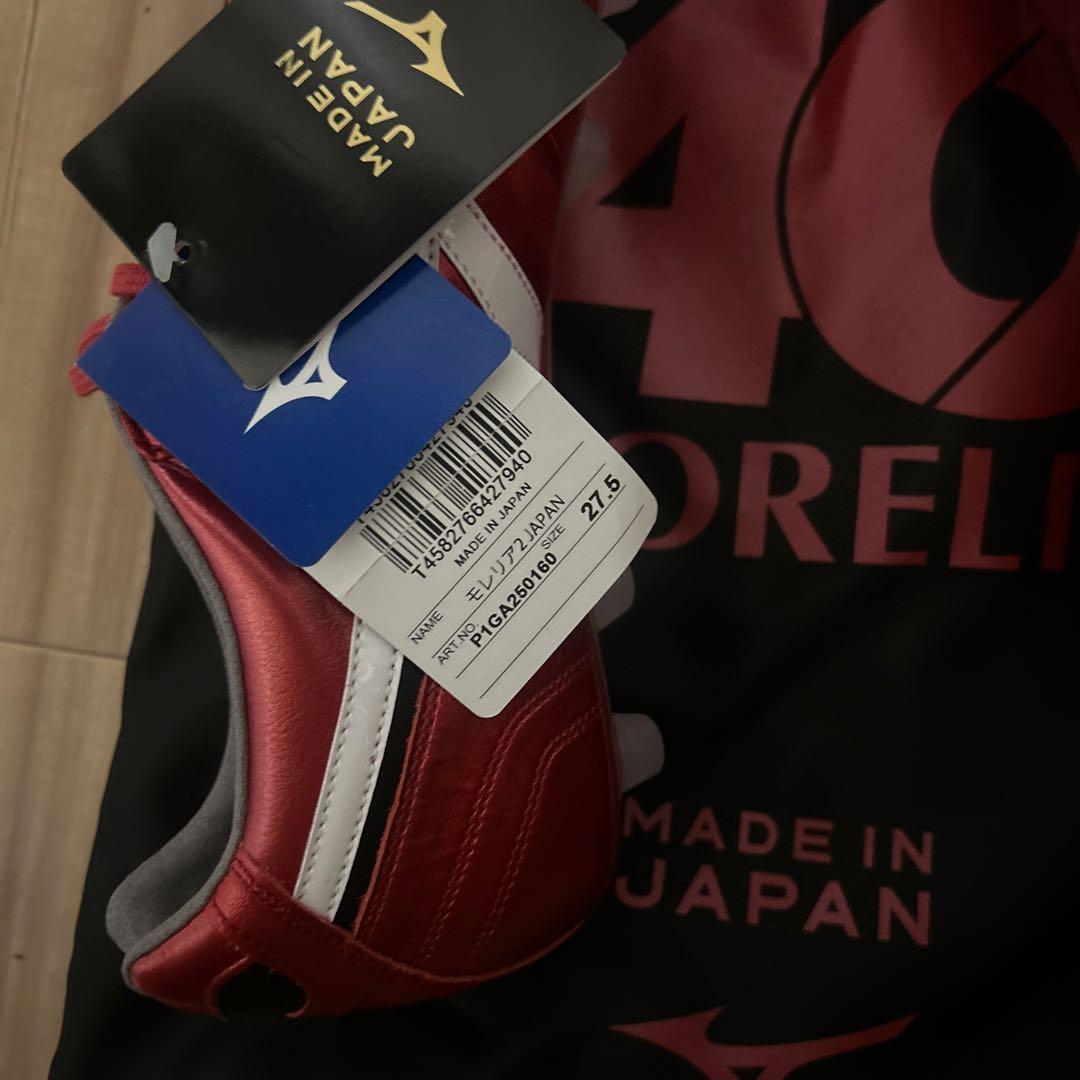 MADE IN
JAPAN
T4582766427940
MADE IN JAPAN
NAME モレリア2 JAPAN
ART.NO. P1GA250160 SIZE 27.5
40
ORELI
MADE IN
JAPAN